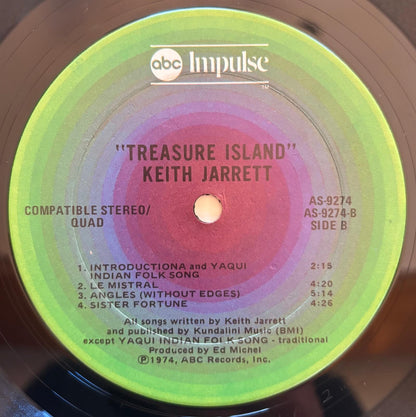 abc Impulse
TM
"TREASURE ISLAND"
KEITH JARRETT
COMPATIBLE STEREO/
QUAD
AS-9274
AS-9274-B
SIDE B
1. INTRODUCTIONA and YAQUI
INDIAN FOLK SONG 2:15
2. LE MISTRAL 4:20
3. ANGLES (WITHOUT EDGES) 5:14
4. SISTER FORTUNE 4:26
All songs written by Keith Jarrett
and published by Kundalini Music (BMI)
except YAQUI INDIAN FOLK SONG - traditional
Produced by Ed Michel
Ⓟ1974, ABC Records, Inc.